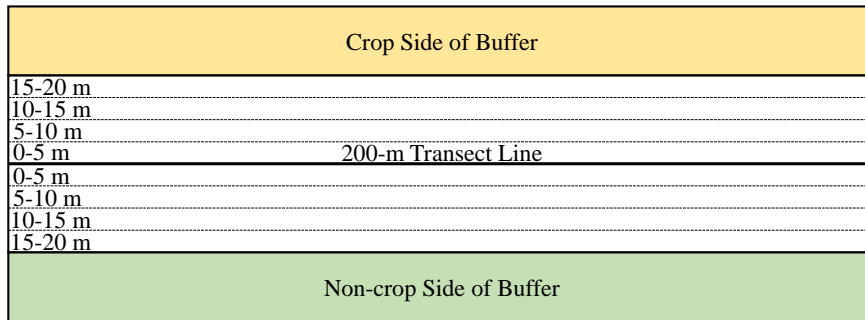 Crop Side of Buffer
15-20 m
10-15 m
5-10 m
0-5 m 200-m Transect Line
0-5 m
5-10 m
10-15 m
15-20 m
Non-crop Side of Buffer